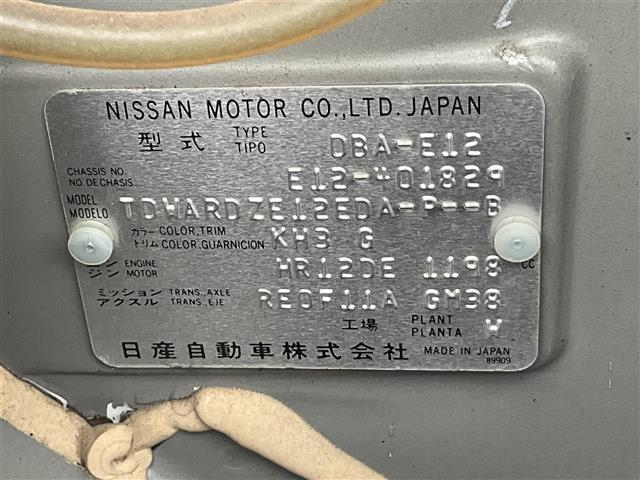 NISSAN MOTOR CO.,LTD. JAPAN
型式 TYPE TIPO DBA-E12
CHASSIS NO. NO. DE CHASIS E12-401829
MODEL MODELO TDWARDZE12EDA-P--B
カラー COLOR, TRIM トリム COLOR, GUARNICION KH3 G
ン ENGINE ジン MOTOR HR12DE 1198 CC
ミッション TRANS., AXLE アクスル TRANS., EJE RE0F11A GM38
工場 PLANT PLANTA W
日産自動車株式会社 MADE IN JAPAN
89909